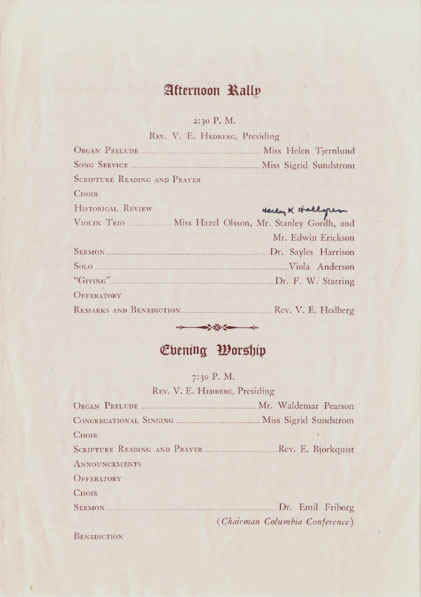 Afternoon Rally
2:30 P. M.
Rev. V. E. Hedberg, Presiding
Organ Prelude Miss Helen Tjernlund
Song Service Miss Sigrid Sundstrom
Scripture Reading and Prayer
Choir
Historical Review Harley K Hallgren
Violin Trio Miss Hazel Olsson, Mr. Stanley Gordh, and
Mr. Edwin Erickson
Sermon Dr. Sayles Harrison
Solo Viola Anderson
"Giving" Dr. F. W. Starring
Offeratory
Remarks and Benediction Rev. V. E. Hedberg
Evening Worship
7:30 P. M.
Rev. V. E. Hedberg, Presiding
Organ Prelude Mr. Waldemar Pearson
Congregational Singing Miss Sigrid Sundstrom
Choir
Scripture Reading and Prayer Rev. E. Bjorkquist
Announcements
Offeratory
Choir
Sermon Dr. Emil Friborg
(Chairman Columbia Conference)
Benediction